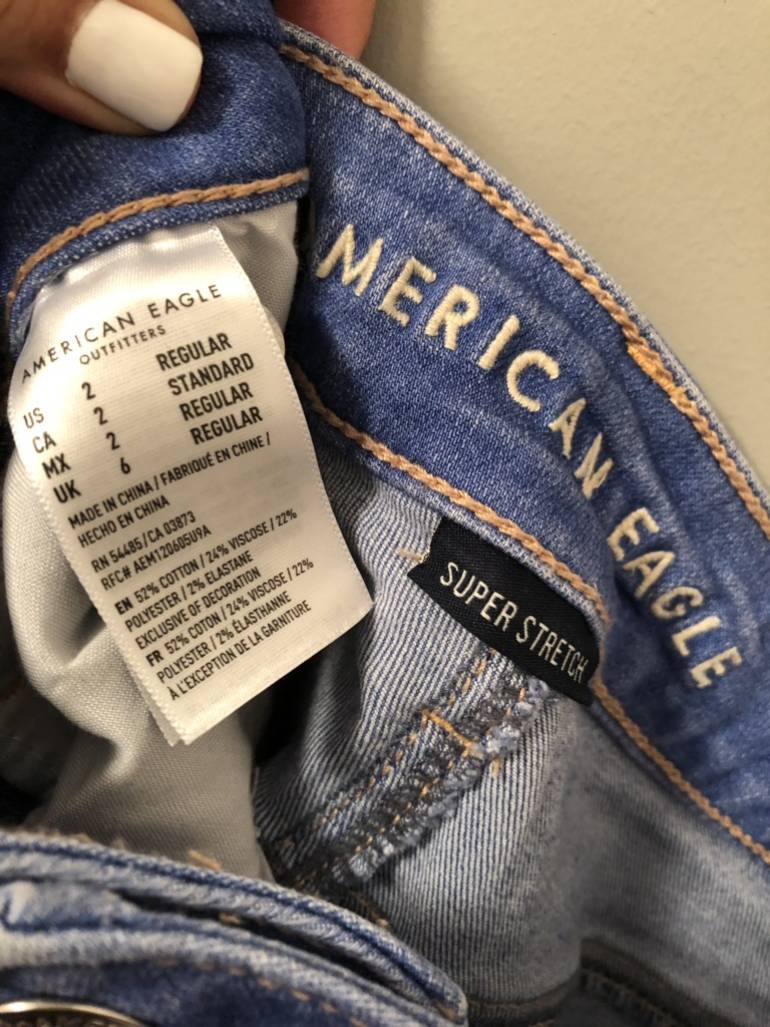 AMERICAN EAGLE
OUTFITTERS
US 2 REGULAR
CA 2 STANDARD
MX 2 REGULAR
UK 6 REGULAR
MADE IN CHINA / FABRIQUÉ EN CHINE /
HECHO EN CHINA
RN 54485/CA 03873
RFC# AEM120605U9A
EN 52% COTTON / 24% VISCOSE / 22%
POLYESTER / 2% ELASTANE
EXCLUSIVE OF DECORATION
FR 52% COTON / 24% VISCOSE / 22%
POLYESTER / 2% ÉLASTHANNE
À L'EXCEPTION DE LA GARNITURE
AMERICAN EAGLE
SUPER STRETCH